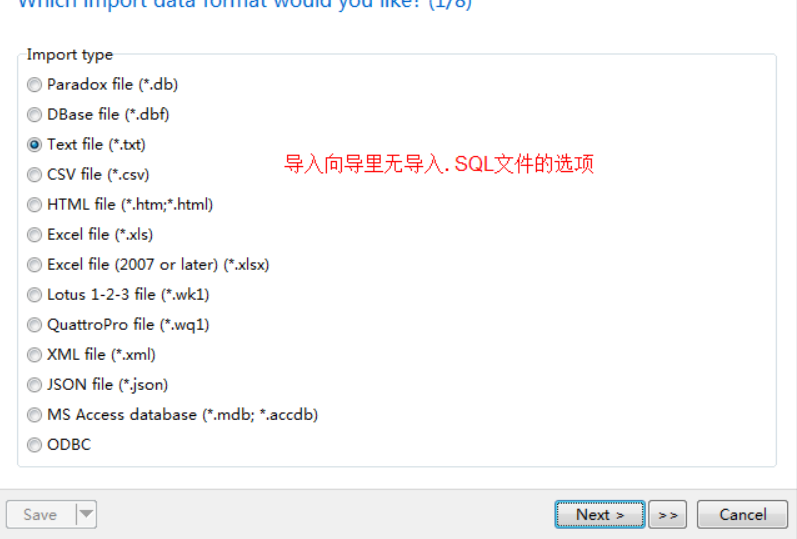 Which import data format would you like? (1/8)
Import type
Paradox file (*.db)
DBase file (*.dbf)
Text file (*.txt)
导入向导里无导入. SQL文件的选项
CSV file (*.csv)
HTML file (*.htm;*.html)
Excel file (*.xls)
Excel file (2007 or later) (*.xlsx)
Lotus 1-2-3 file (*.wk1)
QuattroPro file (*.wq1)
XML file (*.xml)
JSON file (*.json)
MS Access database (*.mdb; *.accdb)
ODBC
Save Next > >> Cancel